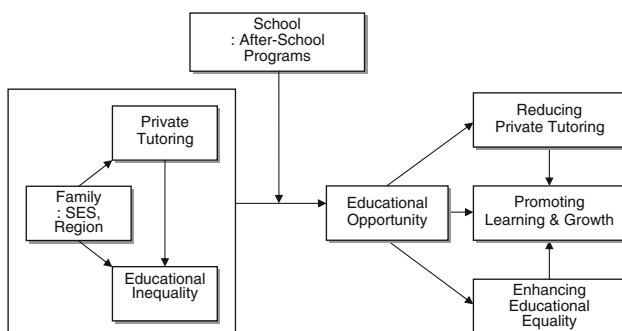 School
: After-School
Programs
Private
Tutoring
Family
: SES,
Region
Educational
Inequality
Educational
Opportunity
Reducing
Private Tutoring
Promoting
Learning & Growth
Enhancing
Educational
Equality